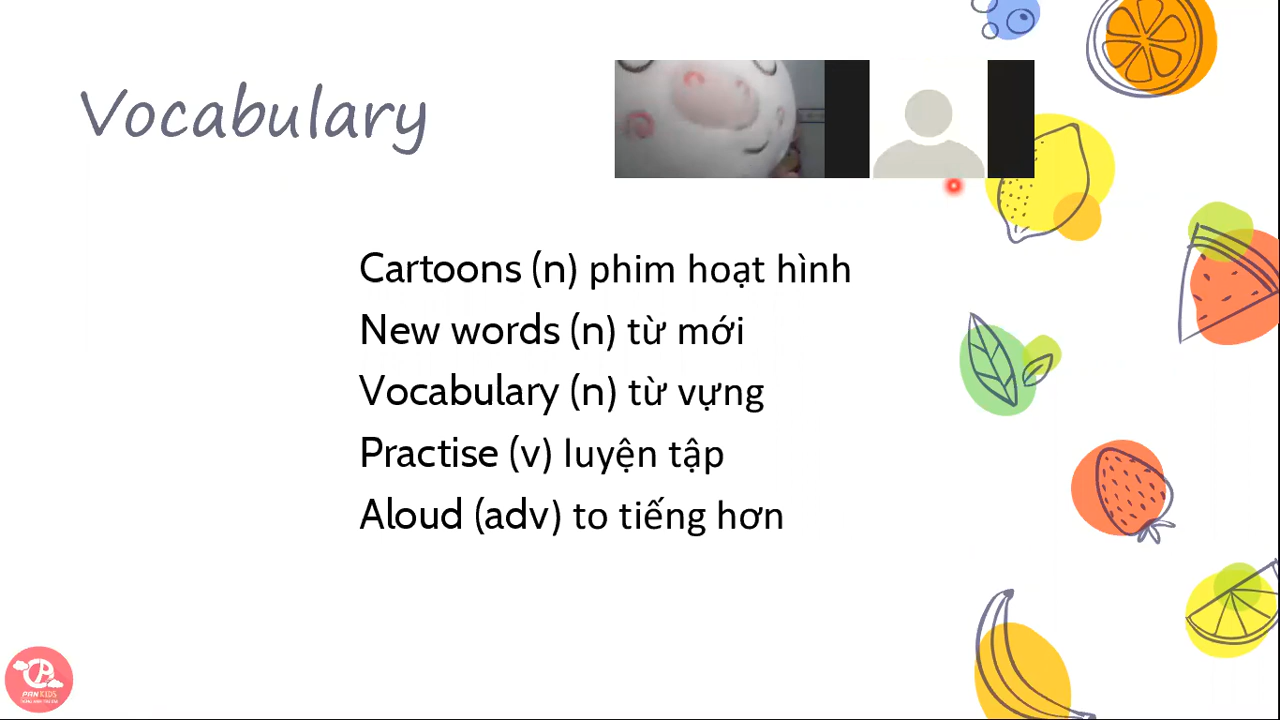 Vocabulary
Cartoons (n) phim hoạt hình
New words (n) từ mới
Vocabulary (n) từ vựng
Practise (v) luyện tập
Aloud (adv) to tiếng hơn
PAN KIDS